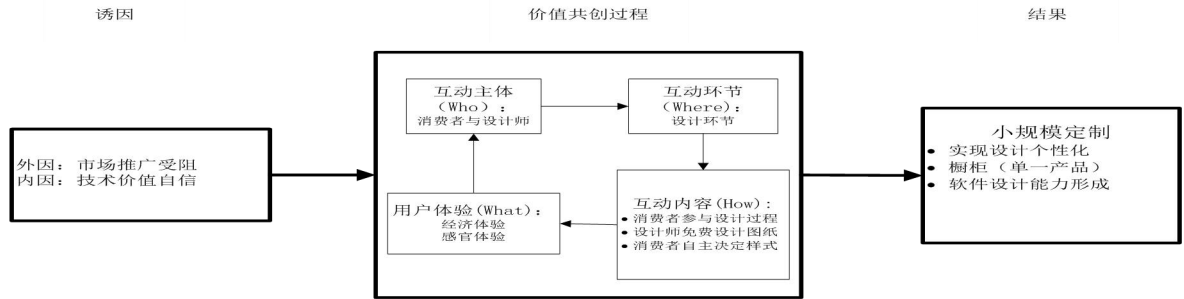 诱因
价值共创过程
结果
外因：市场推广受阻
内因：技术价值自信
互动主体
（Who）：
消费者与设计师
互动环节
（Where）：
设计环节
互动内容(How)：
• 消费者参与设计过程
• 设计师免费设计图纸
• 消费者自主决定样式
用户体验(What)：
经济体验
感官体验
小规模定制
• 实现设计个性化
• 橱柜（单一产品）
• 软件设计能力形成